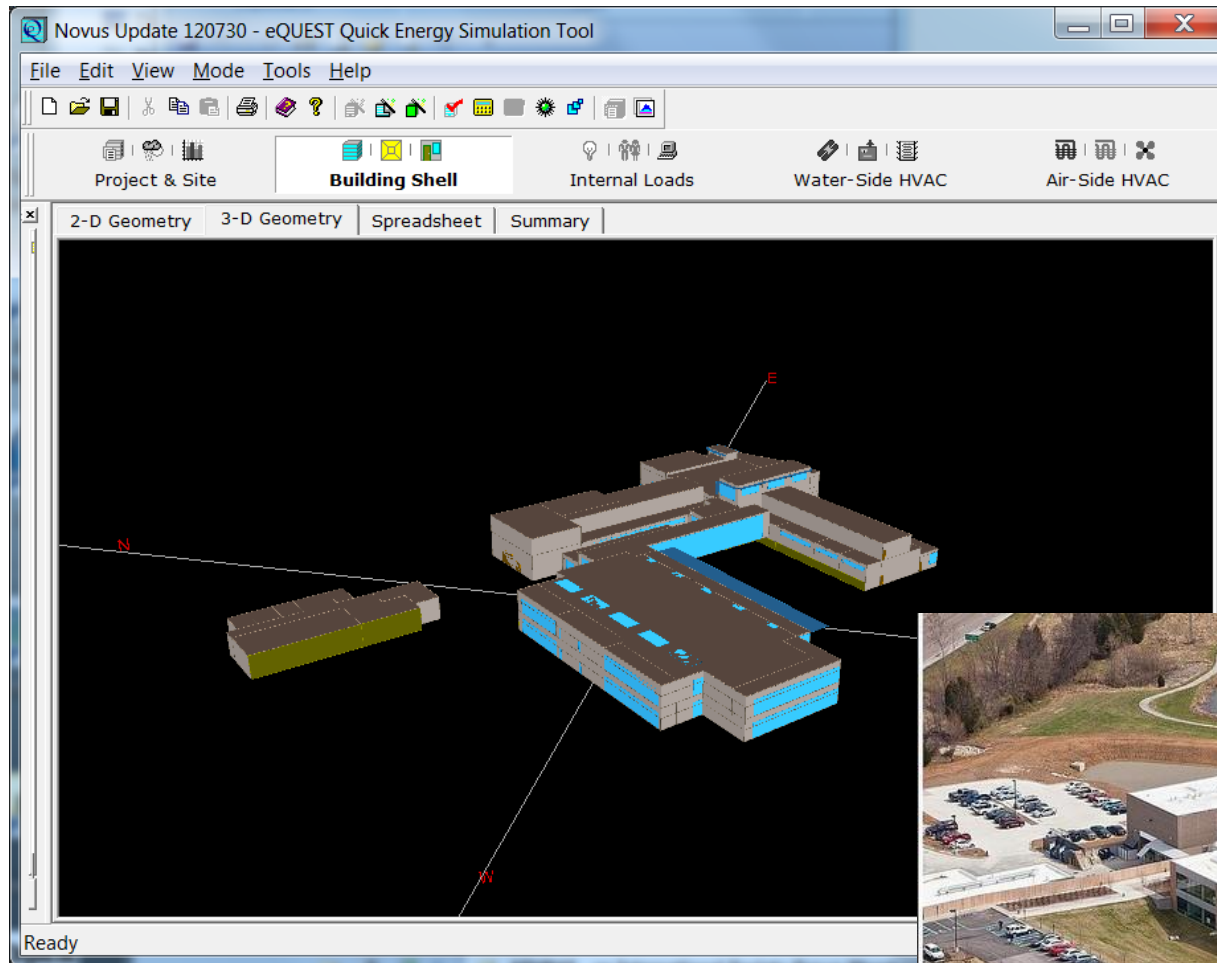 Novus Update 120730 - eQUEST Quick Energy Simulation Tool
File Edit View Mode Tools Help
Project & Site Building Shell Internal Loads Water-Side HVAC Air-Side HVAC
2-D Geometry 3-D Geometry Spreadsheet Summary
E
N
W
Ready